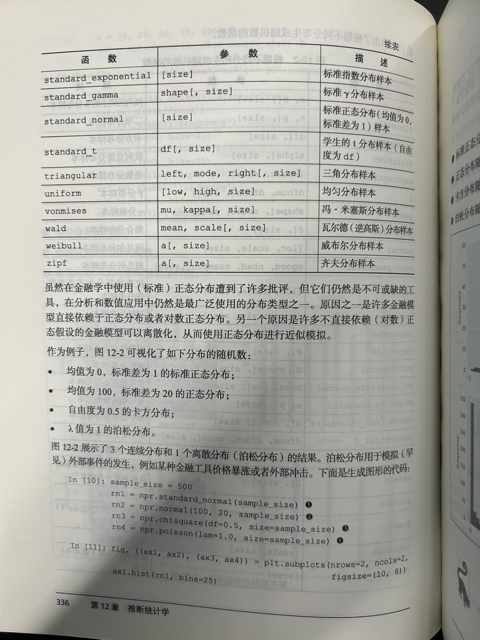 续表
函 数 参 数 描 述
standard_exponential [size] 标准指数分布样本
standard_gamma shape[, size] 标准γ分布样本
standard_normal [size] 标准正态分布(均值为0,
标准差为1)样本
standard_t df[, size] 学生的t分布样本(自由
度为df)
triangular left, mode, right[, size] 三角分布样本
uniform [low, high, size] 均匀分布样本
vonmises mu, kappa[, size] 冯·米塞斯分布样本
wald mean, scale[, size] 瓦尔德(逆高斯)分布样本
weibull a[, size] 威布尔分布样本
zipf a[, size] 齐夫分布样本
虽然在金融学中使用(标准)正态分布遭到了许多批评,但它们仍然是不可或缺的工
具,在分析和数值应用中仍然是最广泛使用的分布类型之一。原因之一是许多金融模
型直接依赖于正态分布或者对数正态分布。另一个原因是许多不直接依赖(对数)正
态假设的金融模型可以离散化,从而使用正态分布进行近似模拟。
作为例子,图12-2可视化了如下分布的随机数:
• 均值为0,标准差为1的标准正态分布;
• 均值为100,标准差为20的正态分布;
• 自由度为0.5的卡方分布;
• λ值为1的泊松分布。
图12-2展示了3个连续分布和1个离散分布(泊松分布)的结果。泊松分布用于模拟(罕
见)外部事件的发生,例如某种金融工具价格暴涨或者外部冲击。下面是生成图形的代码:
In [10]: sample_size = 500
rn1 = npr.standard_normal(sample_size) ❶
rn2 = npr.normal(100, 20, sample_size) ❷
rn3 = npr.chisquare(df=0.5, size=sample_size) ❸
rn4 = npr.poisson(lam=1.0, size=sample_size) ❹
In [11]: fig, ((ax1, ax2), (ax3, ax4)) = plt.subplots(nrows=2, ncols=2,
figsize=(10, 8))
ax1.hist(rn1, bins=25)
336 第12章 推断统计学